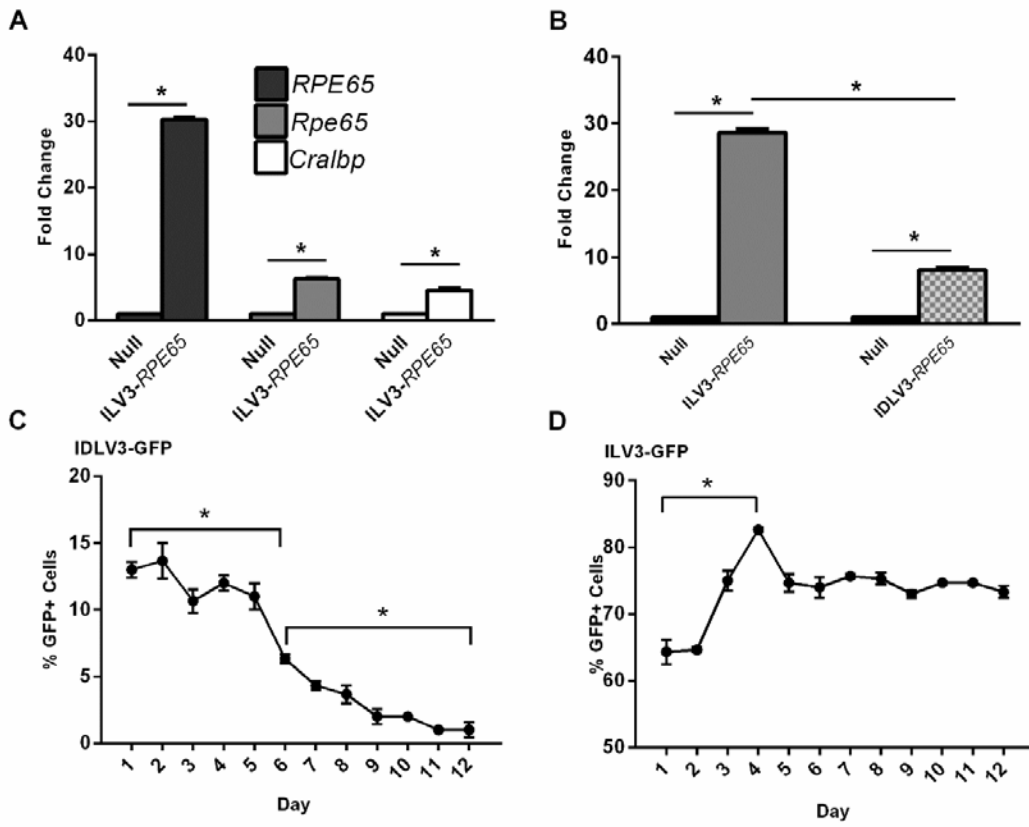 A
Fold Change
40
30
20
10
0
RPE65
Rpe65
Cralbp
*
*
*
Null
ILV3-RPE65
Null
ILV3-RPE65
Null
ILV3-RPE65
B
Fold Change
40
30
20
10
0
*
*
*
Null
ILV3-RPE65
Null
IDLV3-RPE65
C
IDLV3-GFP
% GFP+ Cells
20
15
10
5
0
*
*
1 2 3 4 5 6 7 8 9 10 11 12
Day
D
ILV3-GFP
% GFP+ Cells
90
80
70
60
50
*
1 2 3 4 5 6 7 8 9 10 11 12
Day